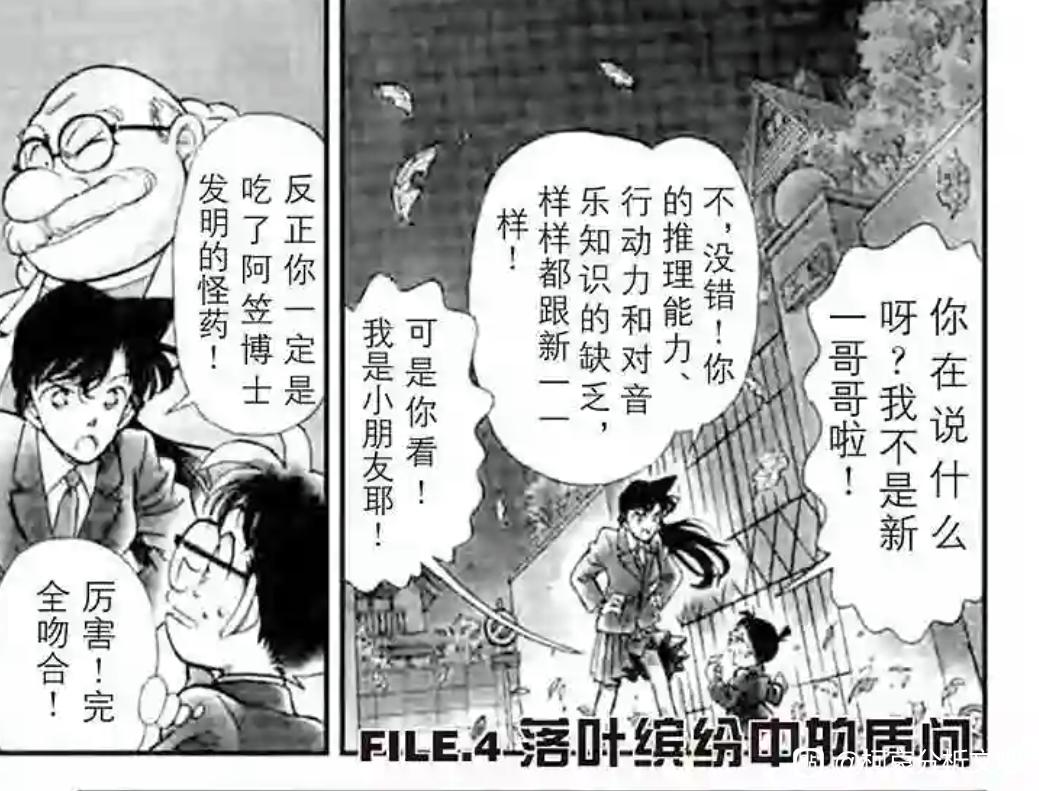 你在说什么
呀？我不是新
一哥哥啦！
不，没错！你
的推理能力、
行动力和对音
乐知识的缺乏，
样样都跟新一一
样！
可是你看！
我是小朋友耶！
FILE.4 落叶缤纷中的质问
反正你一定是
吃了阿笠博士
发明的怪药！
厉害！完
全吻合！